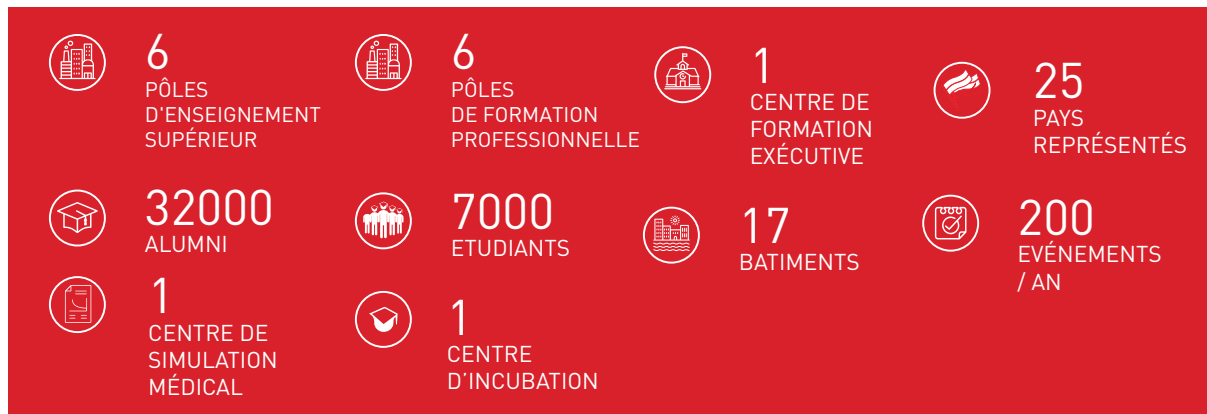 6
PÔLES
D'ENSEIGNEMENT
SUPÉRIEUR
6
PÔLES
DE FORMATION
PROFESSIONNELLE
1
CENTRE DE
FORMATION
EXÉCUTIVE
25
PAYS
REPRÉSENTÉS
32000
ALUMNI
7000
ETUDIANTS
17
BATIMENTS
200
EVÉNEMENTS
/ AN
1
CENTRE DE
SIMULATION
MÉDICAL
1
CENTRE
D'INCUBATION